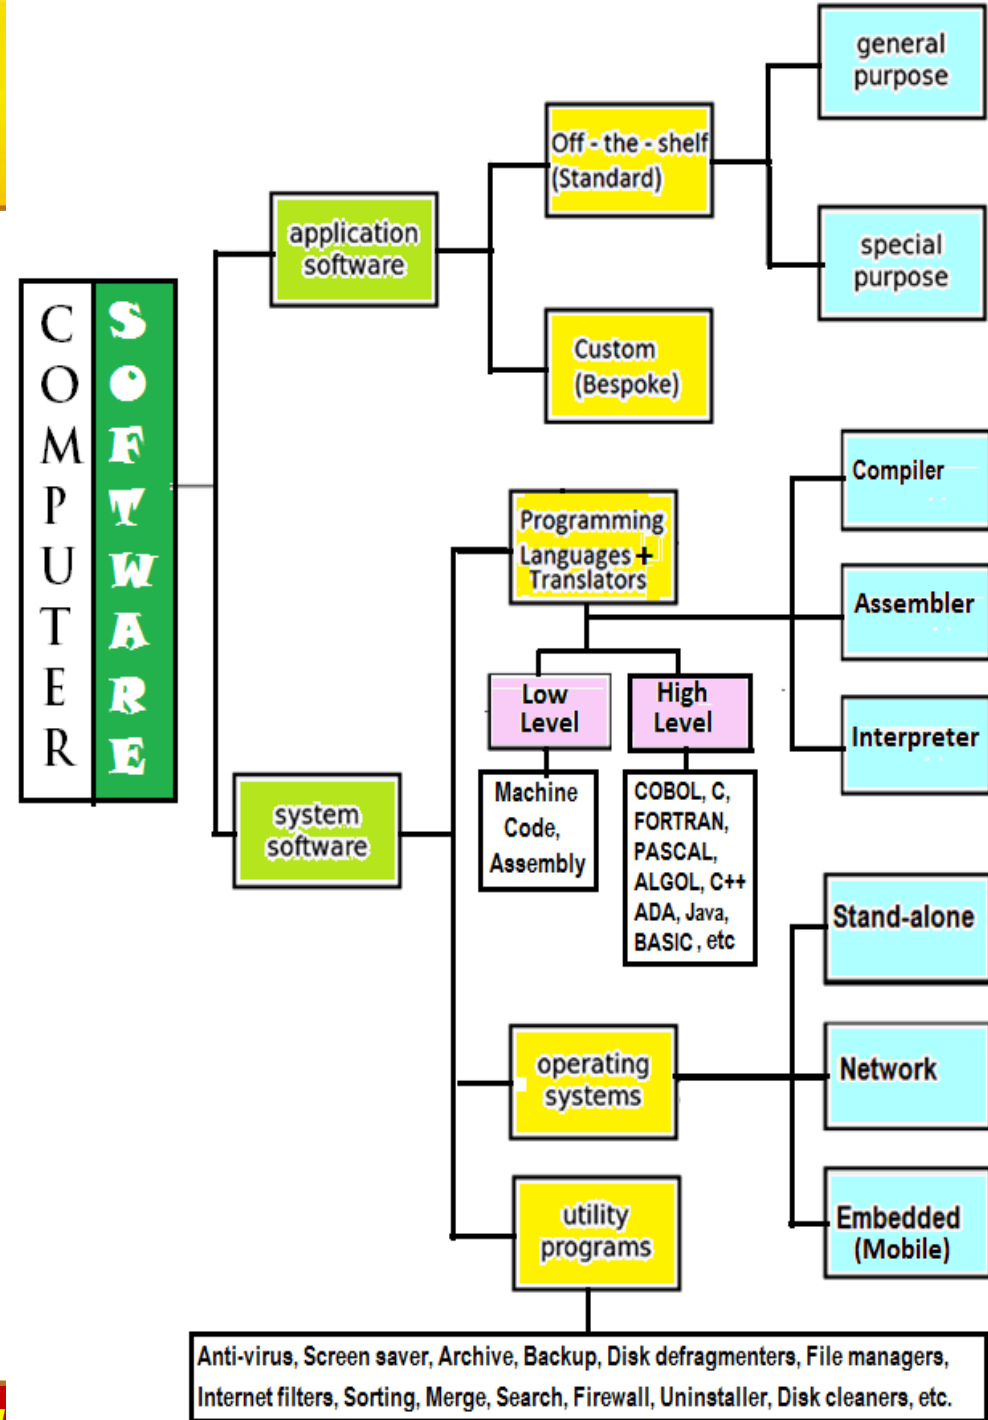 COMPUTER
SOFTWARE
application
software
Off - the - shelf
(Standard)
general
purpose
special
purpose
Custom
(Bespoke)
system
software
Programming
Languages +
Translators
Compiler
Assembler
Interpreter
Low
Level
High
Level
Machine
Code,
Assembly
COBOL, C,
FORTRAN,
PASCAL,
ALGOL, C++
ADA, Java,
BASIC , etc
operating
systems
Stand-alone
Network
Embedded
(Mobile)
utility
programs
Anti-virus, Screen saver, Archive, Backup, Disk defragmenters, File managers,
Internet filters, Sorting, Merge, Search, Firewall, Uninstaller, Disk cleaners, etc.